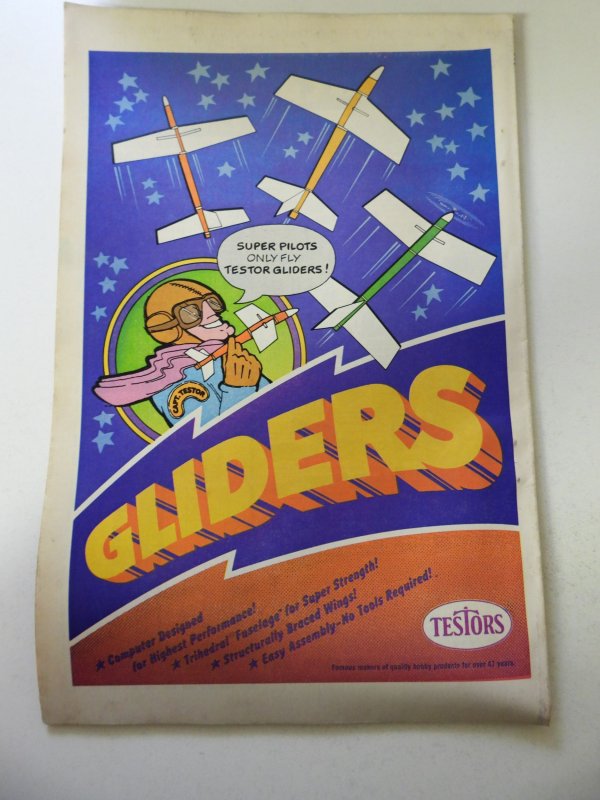 SUPER PILOTS
ONLY FLY
TESTOR GLIDERS!
CAPT. TESTOR
GLIDERS
★ Computer Designed
for Highest Performance!
★ Trihedral "Fuselage" for Super Strength!
★ Structurally Braced Wings!
★ Easy Assembly-No Tools Required!
TESTORS
Famous makers of quality hobby products for over 47 years.